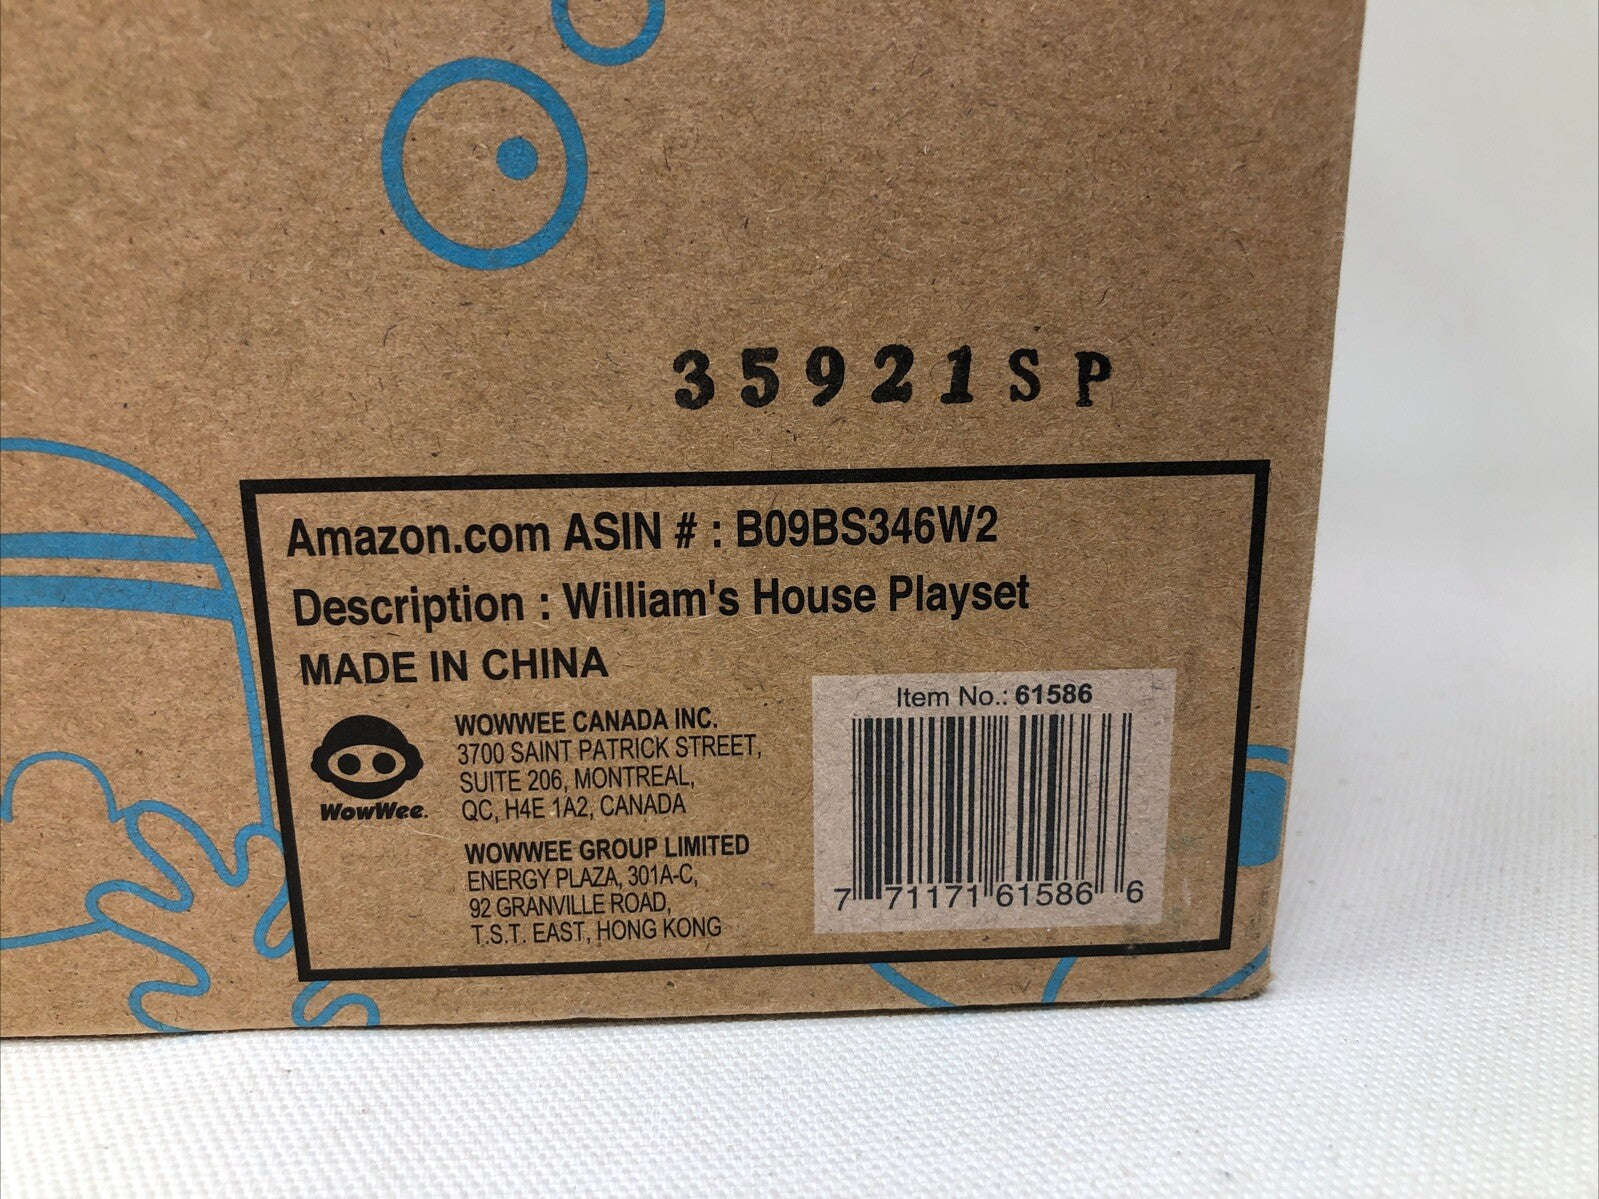 35921SP
Amazon.com ASIN # : B09BS346W2
Description : William's House Playset
MADE IN CHINA
Item No.: 61586
WowWee.
WOWWEE CANADA INC.
3700 SAINT PATRICK STREET,
SUITE 206, MONTREAL,
QC, H4E 1A2, CANADA
WOWWEE GROUP LIMITED
ENERGY PLAZA, 301A-C,
92 GRANVILLE ROAD,
T.S.T. EAST, HONG KONG
7 71171 61586 6